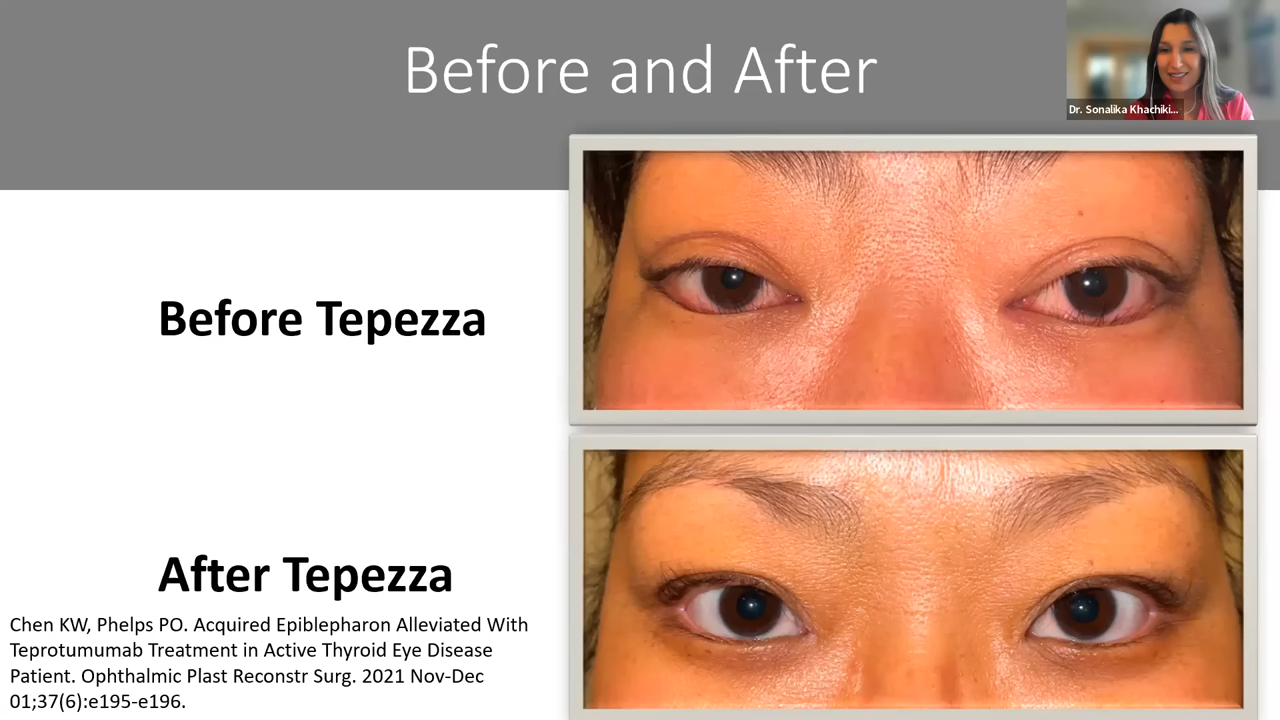 Before and After
Dr. Sonalika Khachiki...
Before Tepezza
After Tepezza
Chen KW, Phelps PO. Acquired Epiblepharon Alleviated With
Teprotumumab Treatment in Active Thyroid Eye Disease
Patient. Ophthalmic Plast Reconstr Surg. 2021 Nov-Dec
01;37(6):e195-e196.